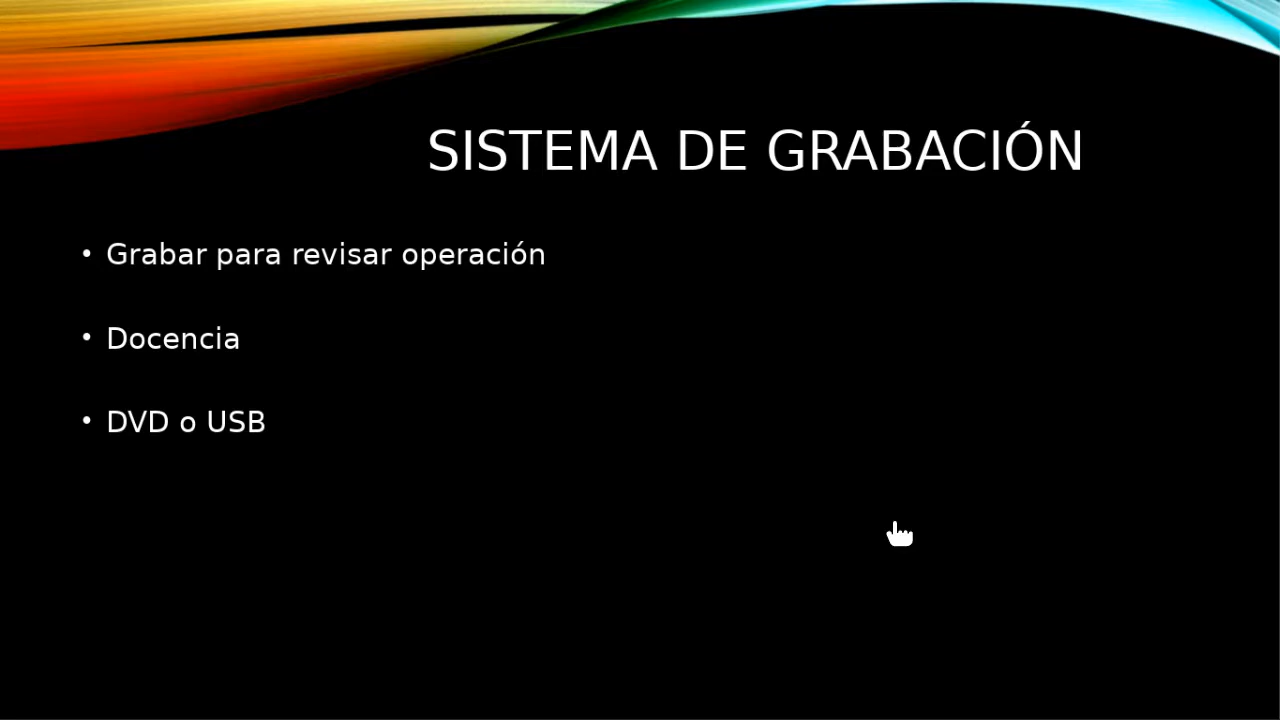 SISTEMA DE GRABACIÓN
• Grabar para revisar operación
• Docencia
• DVD o USB